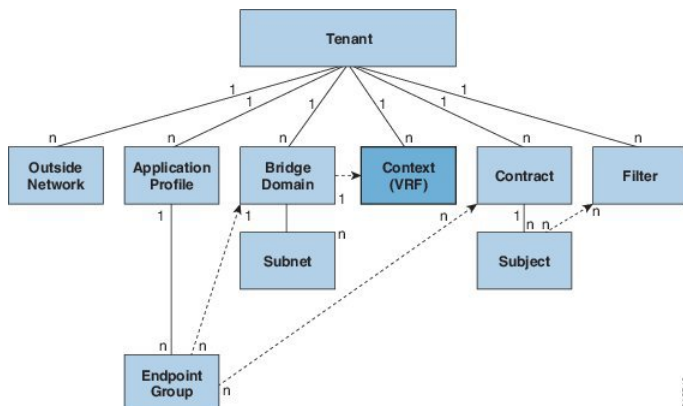 Tenant
1 1 1 1 1 1
n n n n n n
Outside
Network
Application
Profile
Bridge
Domain
Context
(VRF)
Contract
Filter
1 1 1 n 1 n
n n
Subnet
n
Subject
n n
Endpoint
Group
n